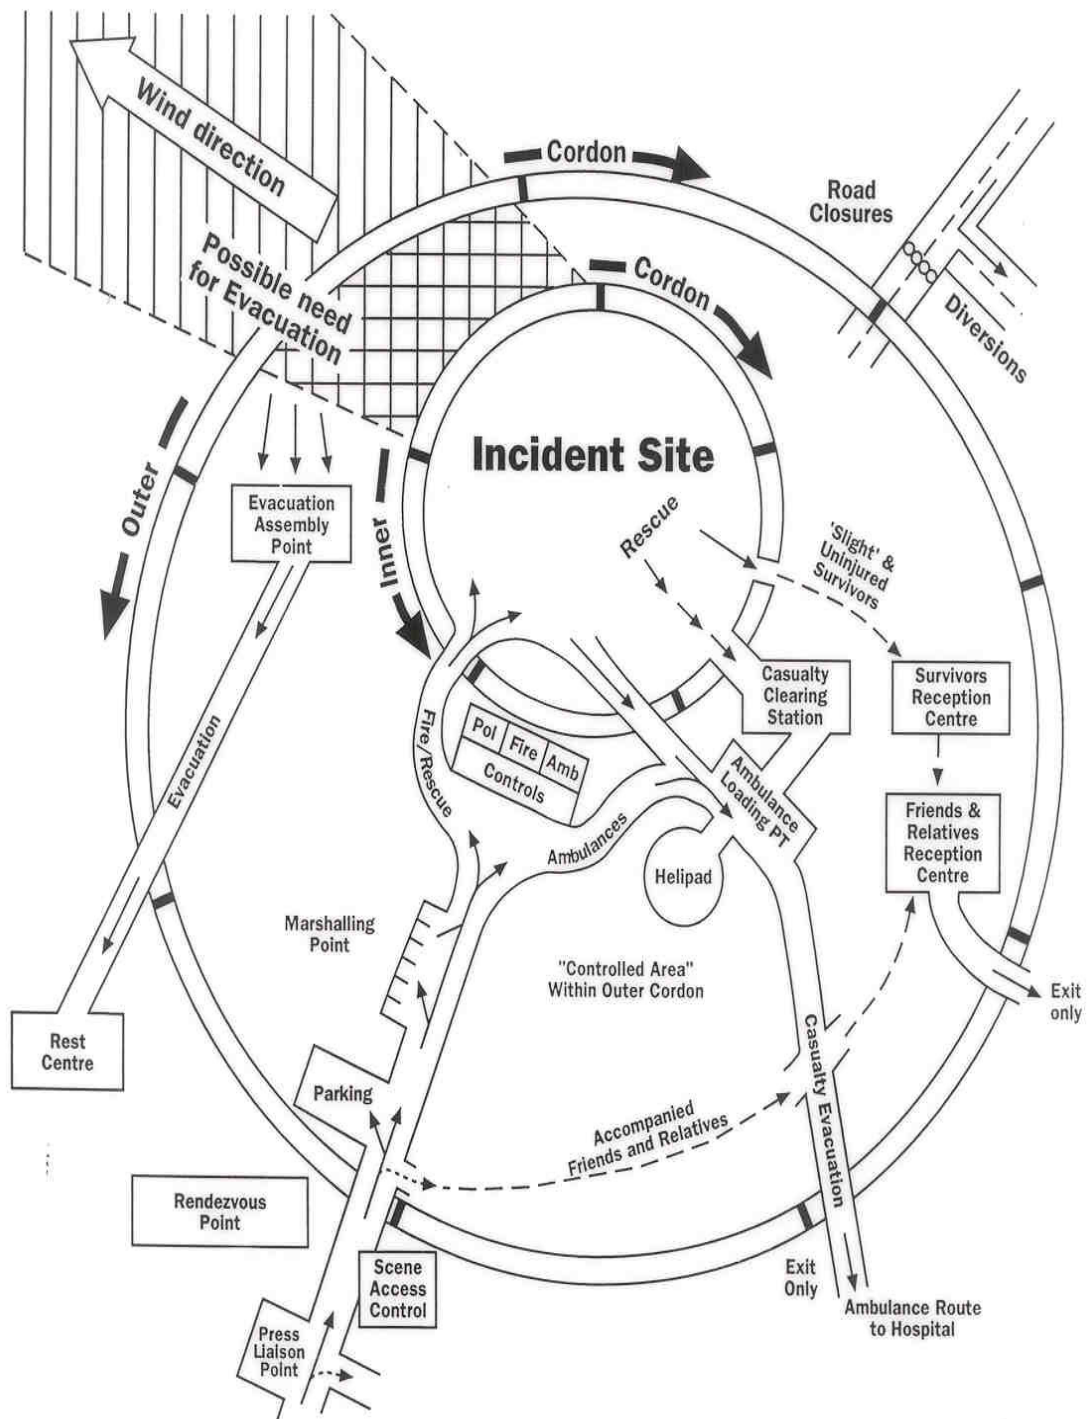 Wind direction
Cordon
Road
Closures
Possible need
for Evacuation
Cordon
Diversions
Outer
Incident Site
Evacuation
Assembly
Point
Inner
Rescue
'Slight' &
Uninjured
Survivors
Casualty
Clearing
Station
Survivors
Reception
Centre
Fire/Rescue
Pol
Fire
Amb
Controls
Evacuation
Ambulance
Loading PT
Ambulances
Friends &
Relatives
Reception
Centre
Helipad
Marshalling
Point
"Controlled Area"
Within Outer Cordon
Exit
only
Rest
Centre
Parking
Casualty Evacuation
Accompanied
Friends and Relatives
Rendezvous
Point
Scene
Access
Control
Exit
Only
Ambulance Route
to Hospital
Press
Liaison
Point